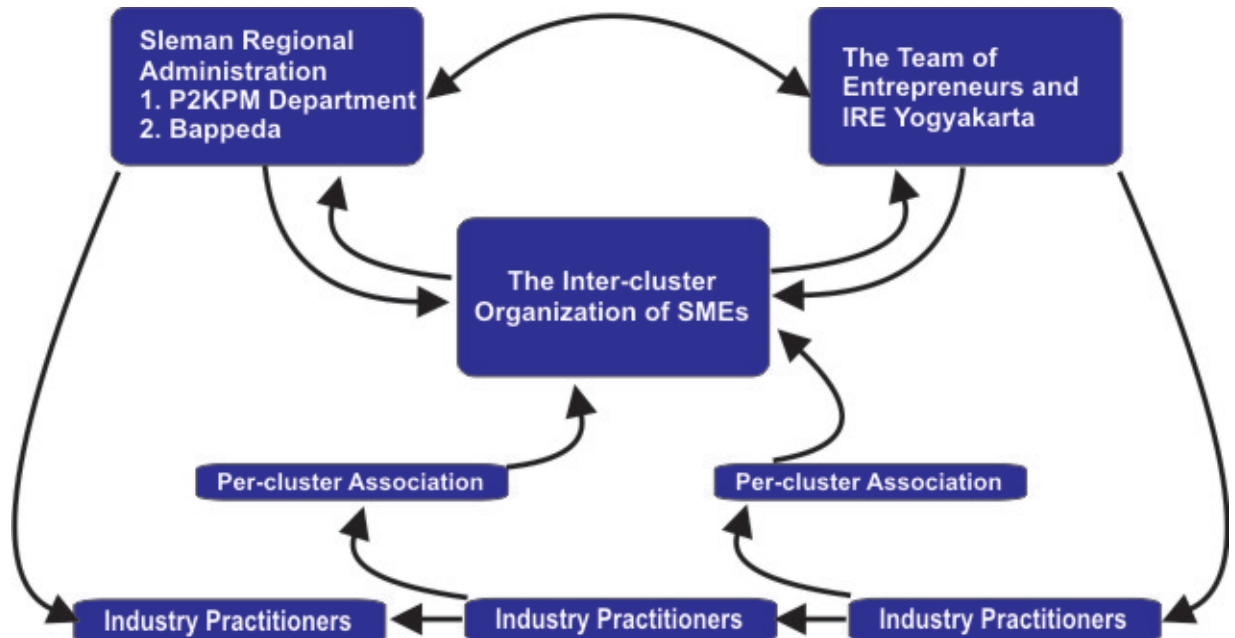 Sleman Regional
Administration
1. P2KPM Department
2. Bappeda
The Team of
Entrepreneurs and
IRE Yogyakarta
The Inter-cluster
Organization of SMEs
Per-cluster Association
Per-cluster Association
Industry Practitioners
Industry Practitioners
Industry Practitioners